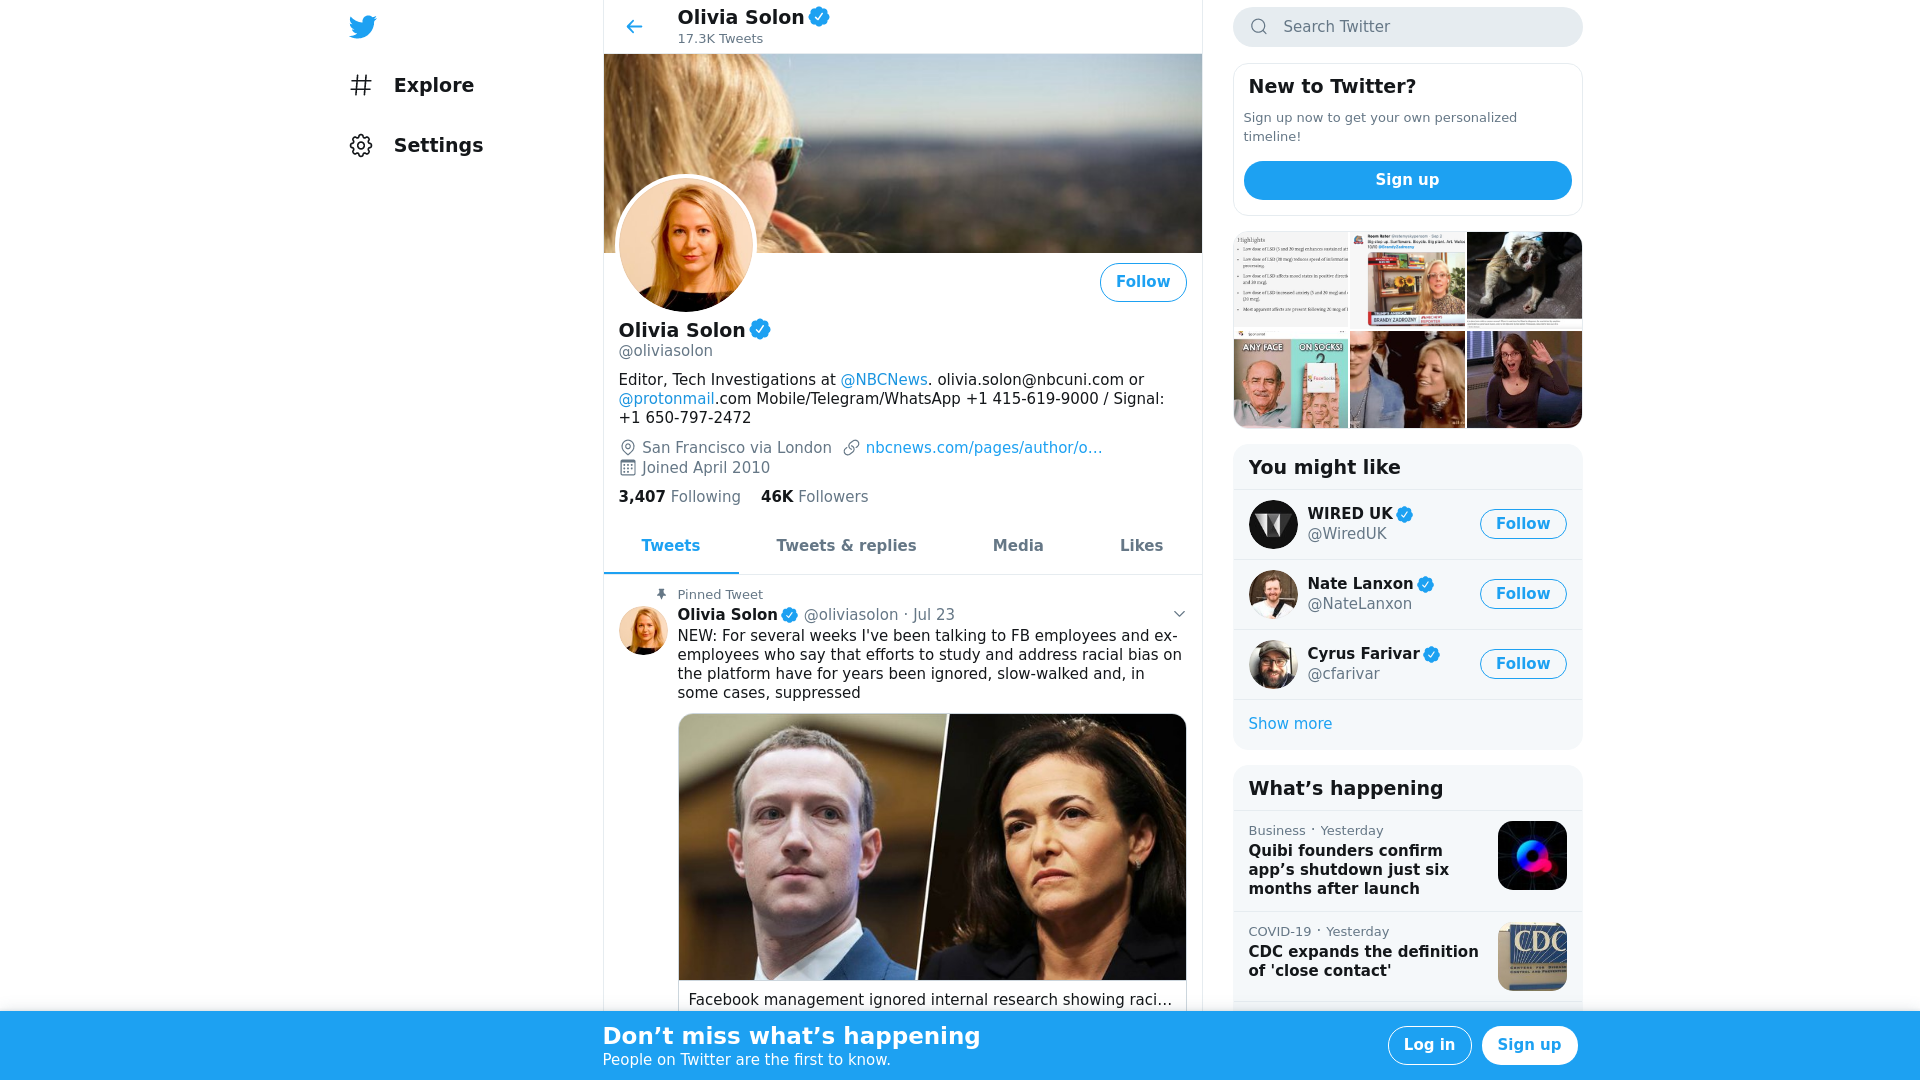 Explore
Settings
Olivia Solon
17.3K Tweets
Follow
Olivia Solon
@oliviasolon
Editor, Tech Investigations at @NBCNews. olivia.solon@nbcuni.com or
@protonmail.com Mobile/Telegram/WhatsApp +1 415-619-9000 / Signal:
+1 650-797-2472
San Francisco via London nbcnews.com/pages/author/o…
Joined April 2010
3,407 Following 46K Followers
Tweets Tweets & replies Media Likes
Pinned Tweet
Olivia Solon @oliviasolon · Jul 23
NEW: For several weeks I've been talking to FB employees and ex-
employees who say that efforts to study and address racial bias on
the platform have for years been ignored, slow-walked and, in
some cases, suppressed
Facebook management ignored internal research showing raci…
Search Twitter
New to Twitter?
Sign up now to get your own personalized
timeline!
Sign up
Highlights
ANY FACE ON SOCKS!
BRANDY ZADROZNY
You might like
WIRED UK
@WiredUK
Follow
Nate Lanxon
@NateLanxon
Follow
Cyrus Farivar
@cfarivar
Follow
Show more
What’s happening
Business · Yesterday
Quibi founders confirm
app’s shutdown just six
months after launch
COVID-19 · Yesterday
CDC expands the definition
of 'close contact'
CDC
Don’t miss what’s happening
People on Twitter are the first to know.
Log in
Sign up